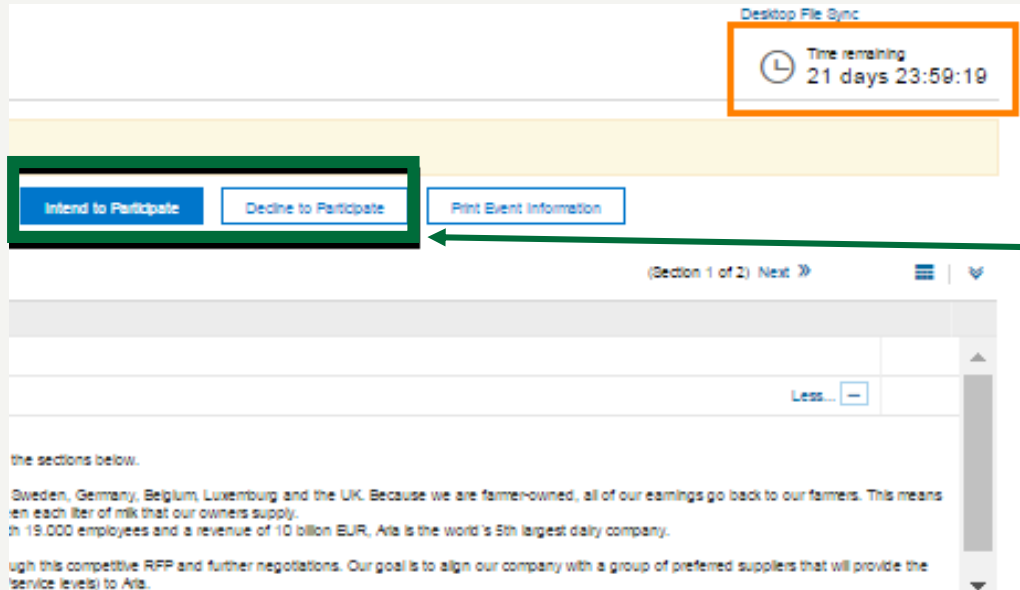 Desktop File Sync
Time remaining
21 days 23:59:19
Intend to Participate Decline to Participate Print Event Information
(Section 1 of 2) Next »
Less... −
the sections below.
Sweden, Germany, Belgium, Luxemburg and the UK. Because we are farmer-owned, all of our earnings go back to our farmers. This means
en each liter of milk that our owners supply.
th 19.000 employees and a revenue of 10 billion EUR, Arla is the world`s 5th largest dairy company.
ugh this competitive RFP and further negotiations. Our goal is to align our company with a group of preferred suppliers that will provide the
service levels) to Arla.